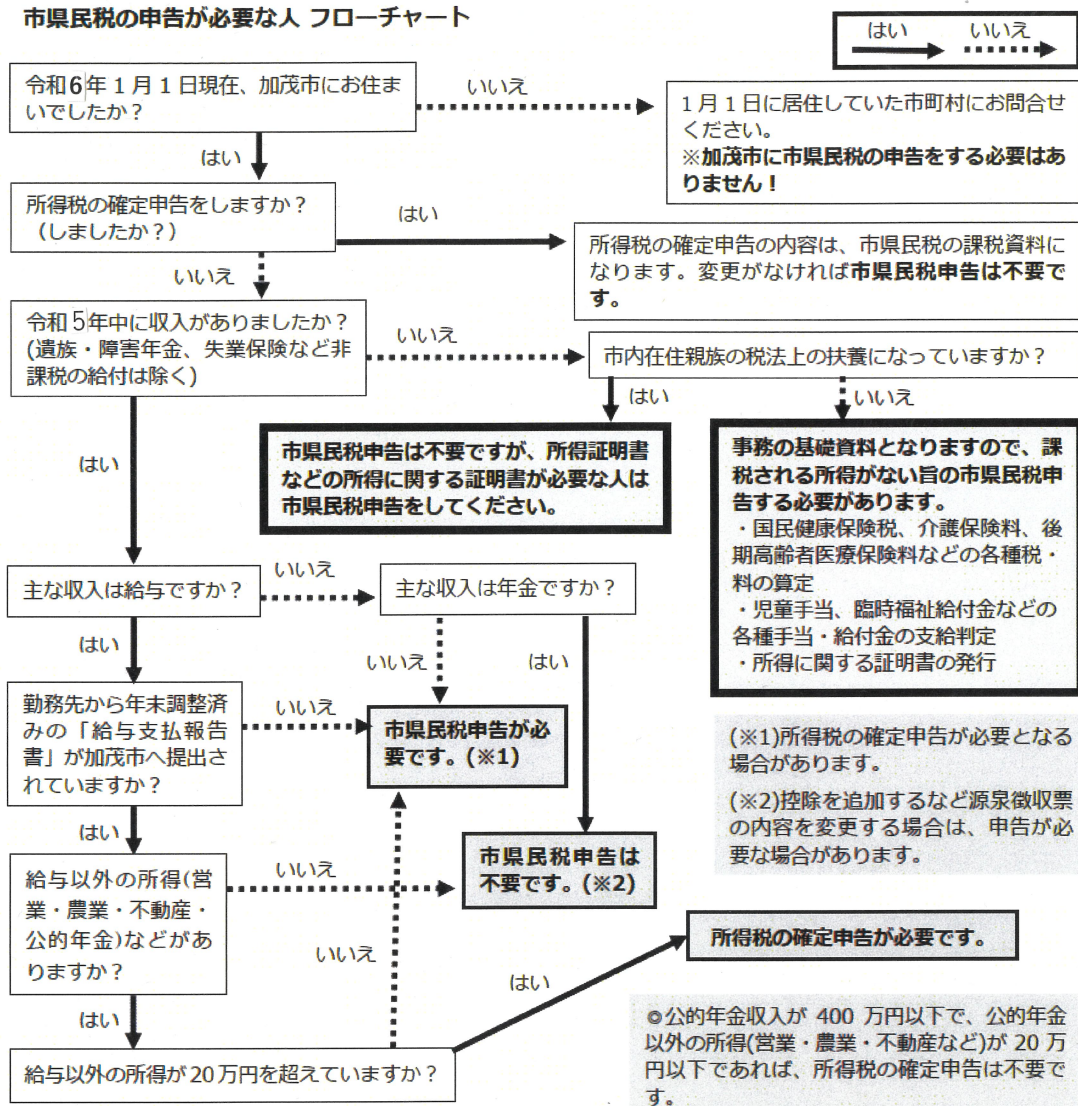 市県民税の申告が必要な人 フローチャート
はい
いいえ
令和6年1月1日現在、加茂市にお住ま
いでしたか？
いいえ
1月1日に居住していた市町村にお問合せ
ください。
※加茂市に市県民税の申告をする必要はあ
りません！
はい
所得税の確定申告をしますか？
（しましたか？）
はい
所得税の確定申告の内容は、市県民税の課税資料に
なります。変更がなければ市県民税申告は不要で
す。
いいえ
令和5年中に収入がありましたか？
(遺族・障害年金、失業保険など非
課税の給付は除く)
いいえ
市内在住親族の税法上の扶養になっていますか？
はい
いいえ
市県民税申告は不要ですが、所得証明書
などの所得に関する証明書が必要な人は
市県民税申告をしてください。
事務の基礎資料となりますので、課
税される所得がない旨の市県民税申
告する必要があります。
・国民健康保険税、介護保険料、後
期高齢者医療保険料などの各種税・
料の算定
・児童手当、臨時福祉給付金などの
各種手当・給付金の支給判定
・所得に関する証明書の発行
はい
主な収入は給与ですか？
いいえ
主な収入は年金ですか？
はい
いいえ
はい
勤務先から年末調整済
みの「給与支払報告
書」が加茂市へ提出さ
れていますか？
いいえ
市県民税申告が必
要です。(※1)
(※1)所得税の確定申告が必要となる
場合があります。
(※2)控除を追加するなど源泉徴収票
の内容を変更する場合は、申告が必
要な場合があります。
はい
給与以外の所得(営
業・農業・不動産・
公的年金)などがあ
りますか？
いいえ
市県民税申告は
不要です。(※2)
所得税の確定申告が必要です。
いいえ
はい
はい
給与以外の所得が20万円を超えていますか？
◎公的年金収入が 400 万円以下で、公的年金
以外の所得(営業・農業・不動産など)が 20 万
円以下であれば、所得税の確定申告は不要で
す。